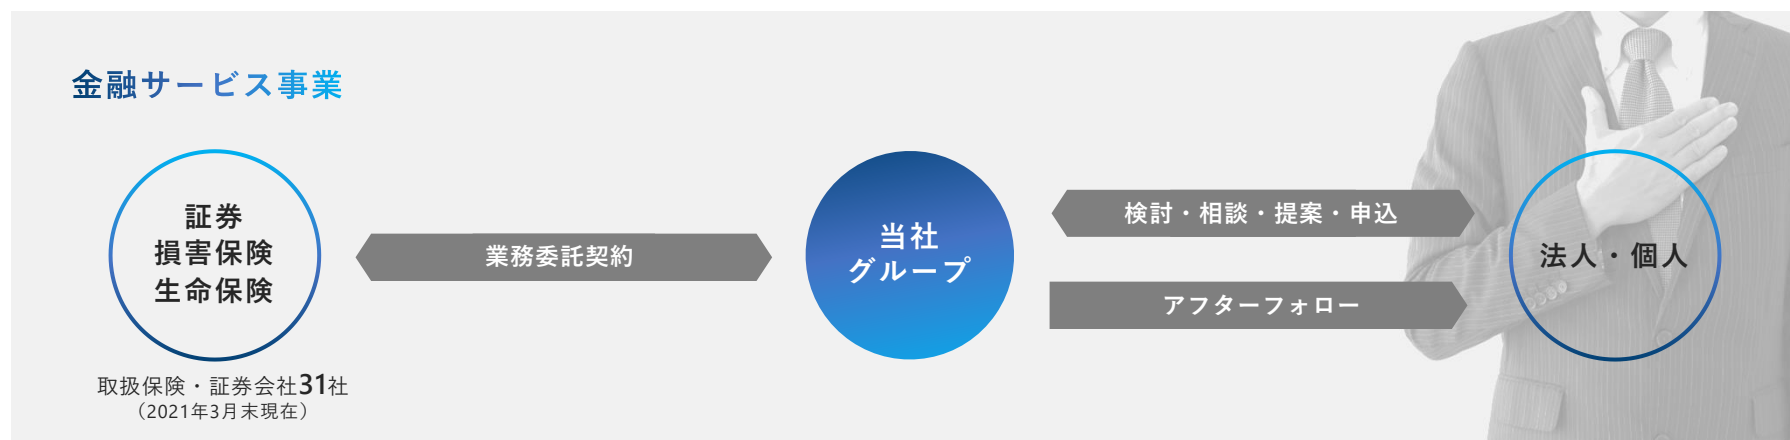 金融サービス事業
証券
損害保険
生命保険
取扱保険・証券会社31社
（2021年3月末現在）
業務委託契約
当社
グループ
検討・相談・提案・申込
アフターフォロー
法人・個人